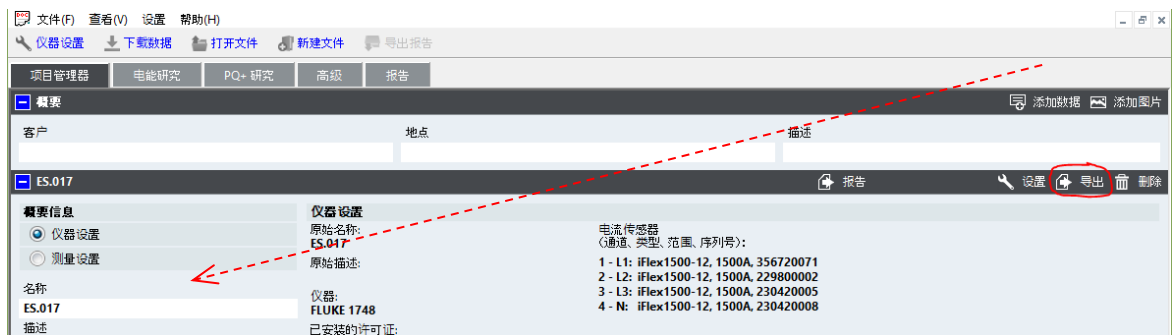 文件(F) 查看(V) 设置 帮助(H)
仪器设置 下载数据 打开文件 新建文件 导出报告
项目管理器 电能研究 PQ+ 研究 高级 报告
概要 添加数据 添加图片
客户 地点 描述
ES.017 报告 设置 导出 删除
概要信息
仪器设置
测量设置
名称
ES.017
描述
仪器设置
原始名称:
ES.017
原始描述:
仪器:
FLUKE 1748
已安装的许可证:
电流传感器
(通道、类型、范围、序列号):
1 - L1: iFlex1500-12, 1500A, 356720071
2 - L2: iFlex1500-12, 1500A, 229800002
3 - L3: iFlex1500-12, 1500A, 230420005
4 - N: iFlex1500-12, 1500A, 230420008